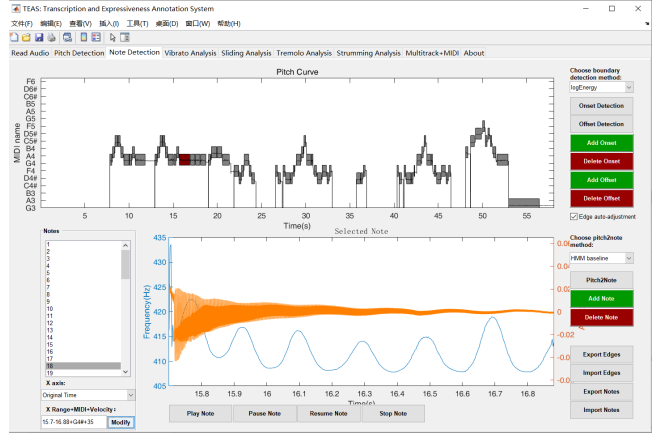 TEAS: Transcription and Expressiveness Annotation System
文件(F) 编辑(E) 查看(V) 插入(I) 工具(T) 桌面(D) 窗口(W) 帮助(H)
Read Audio Pitch Detection Note Detection Vibrato Analysis Sliding Analysis Tremolo Analysis Strumming Analysis Multitrack+MIDI About
Pitch Curve
MIDI name
F6
D6#
C6#
B5
A5
G5
F5
D5#
C5#
B4
A4
G4
F4
D4#
C4#
B3
A3
G3
5 10 15 20 25 30 35 40 45 50 55
Time(s)
Choose boundary
detection method:
logEnergy
Onset Detection
Offset Detection
Add Onset
Delete Onset
Add Offset
Delete Offset
Edge auto-adjustment
Choose pitch2note
method:
HMM baseline
Pitch2Note
Add Note
Delete Note
Export Edges
Import Edges
Export Notes
Import Notes
Notes
1
2
3
4
5
6
7
8
9
10
11
12
13
14
15
16
17
18
19
X axis:
Original Time
X Range+MIDI+Velocity:
15.7-16.88+G4#+35
Modify
Selected Note
Frequency(Hz)
435
430
425
420
415
410
405
0
-0.02
15.8 15.9 16 16.1 16.2 16.3 16.4 16.5 16.6 16.7 16.8
Time(s)
Play Note
Pause Note
Resume Note
Stop Note